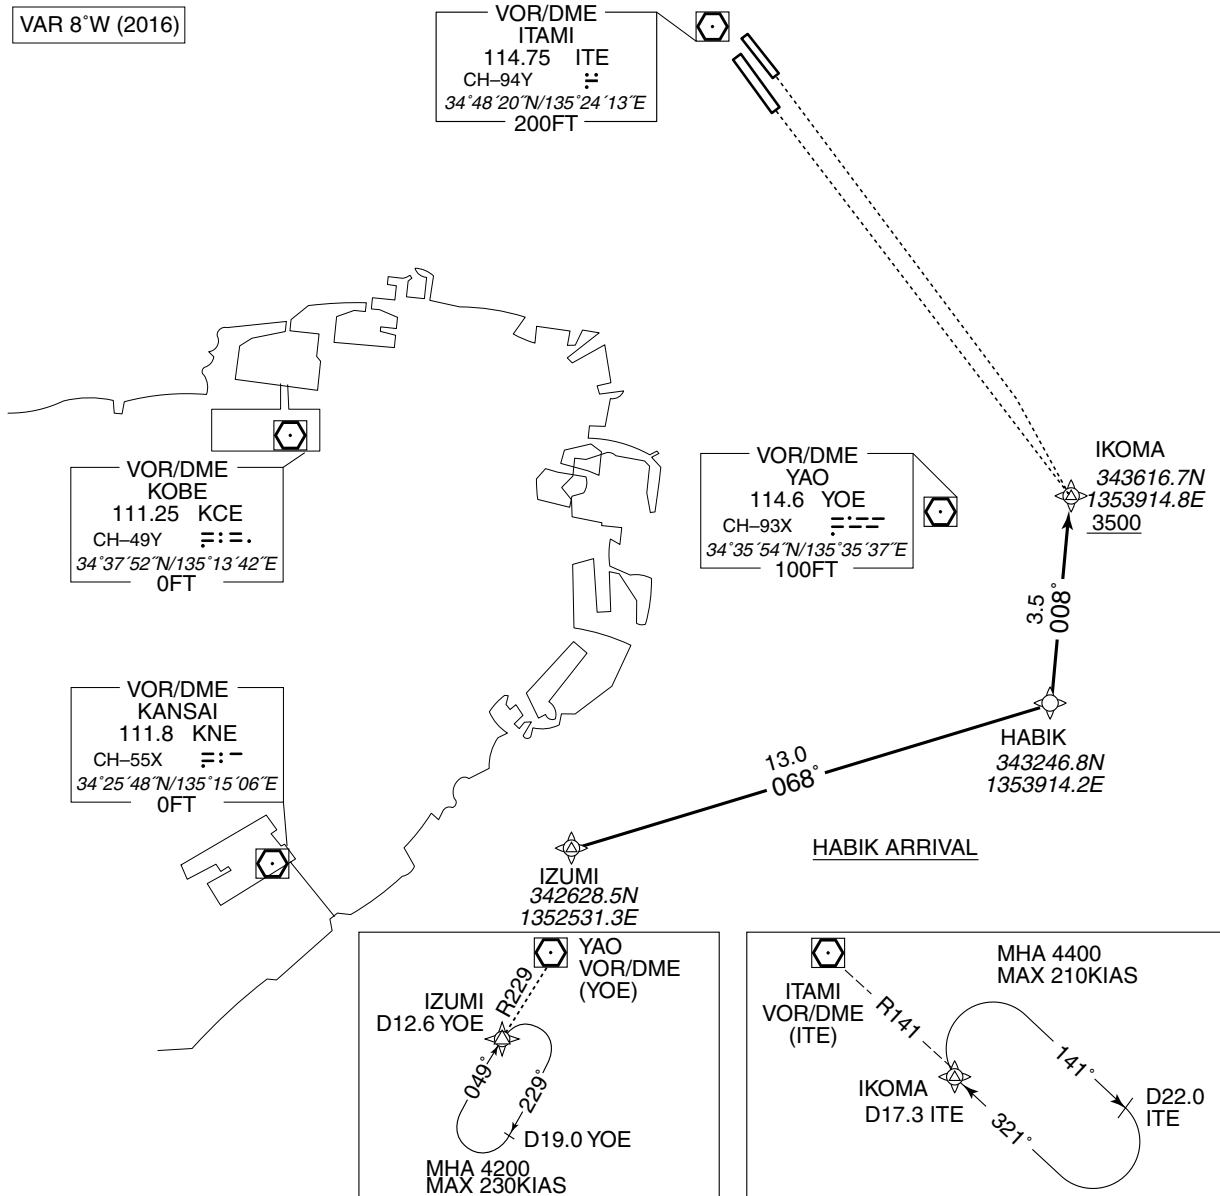 VAR 8°W (2016)
VOR/DME
ITAMI
114.75 ITE
CH–94Y
34°48´20˝N/135°24´13˝E
200FT
VOR/DME
KOBE
111.25 KCE
CH–49Y
34°37´52˝N/135°13´42˝E
0FT
VOR/DME
YAO
114.6 YOE
CH–93X
34°35´54˝N/135°35´37˝E
100FT
IKOMA
343616.7N
1353914.8E
3500
3.5
008°
VOR/DME
KANSAI
111.8 KNE
CH–55X
34°25´48˝N/135°15´06˝E
0FT
HABIK
343246.8N
1353914.2E
13.0
068°
HABIK ARRIVAL
IZUMI
342628.5N
1352531.3E
YAO
VOR/DME
(YOE)
R229
IZUMI
D12.6 YOE
049°
229°
D19.0 YOE
MHA 4200
MAX 230KIAS
MHA 4400
MAX 210KIAS
ITAMI
VOR/DME
(ITE)
R141
IKOMA
D17.3 ITE
141°
321°
D22.0
ITE